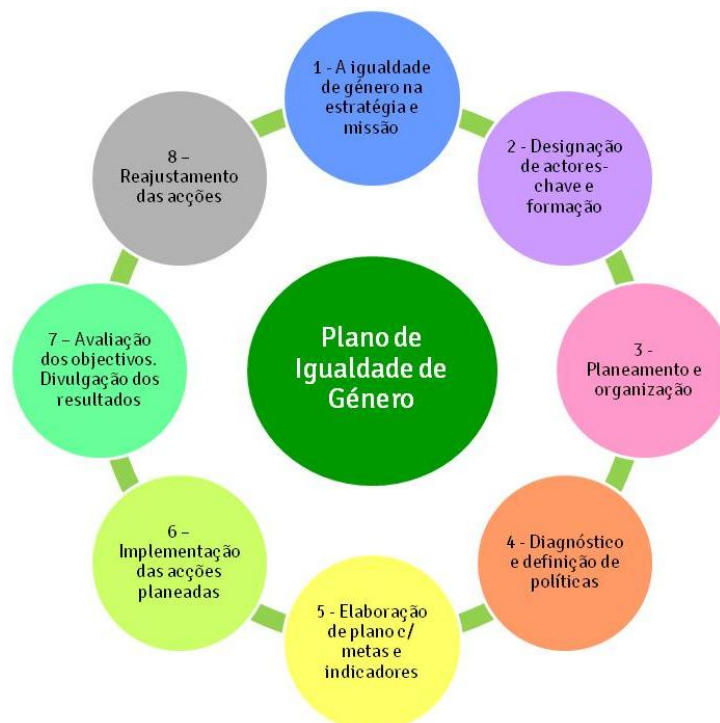 1 - A igualdade
de género na
estratégia e
missão
2 - Designação
de actores-
chave e
formação
3 -
Planeamento e
organização
4 - Diagnóstico
e definição de
políticas
5 - Elaboração
de plano c/
metas e
indicadores
6 –
Implementação
das acções
planeadas
7 – Avaliação
dos objectivos.
Divulgação dos
resultados
8 –
Reajustamento
das acções
Plano de
Igualdade de
Género